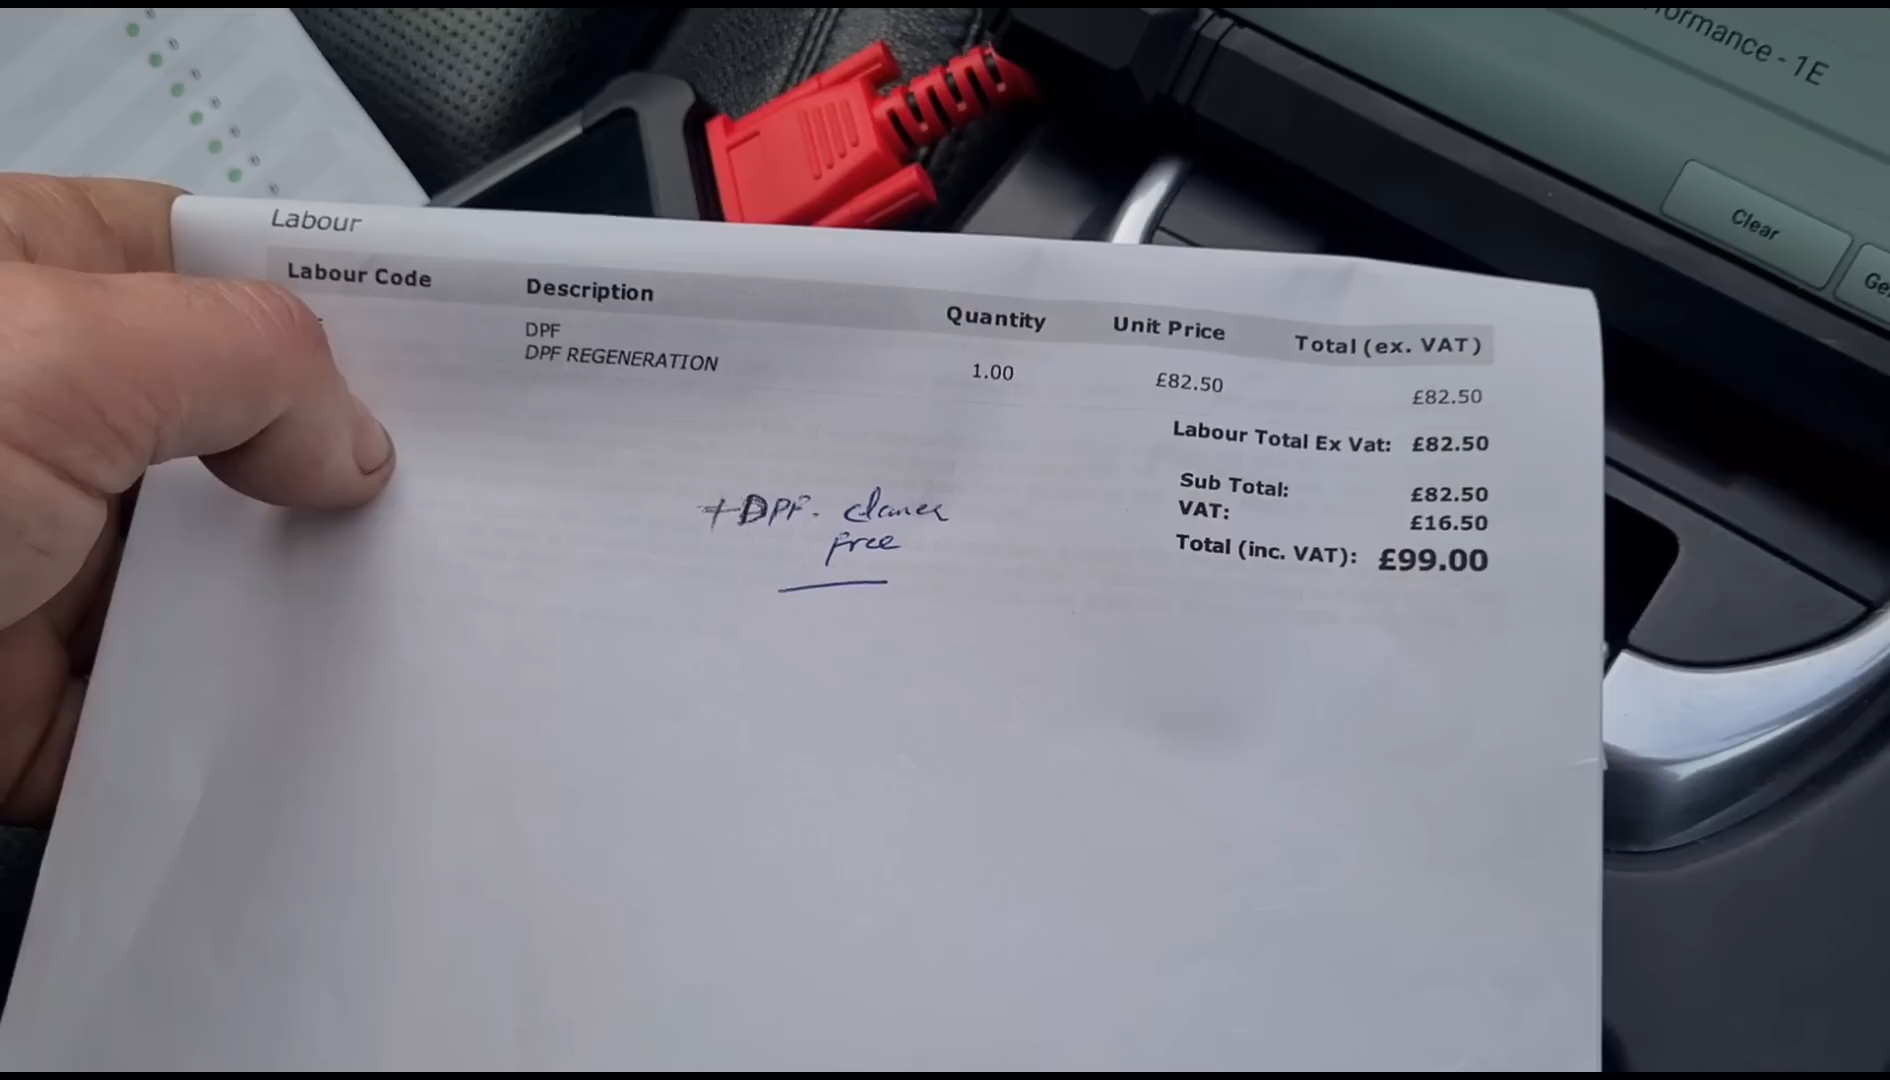 formance - 1E
Clear
Ge
Labour
Labour Code Description Quantity Unit Price Total (ex. VAT)
DPF
DPF REGENERATION 1.00 £82.50 £82.50
Labour Total Ex Vat: £82.50
Sub Total: £82.50
VAT: £16.50
Total (inc. VAT): £99.00
+DPF. cleaner
free